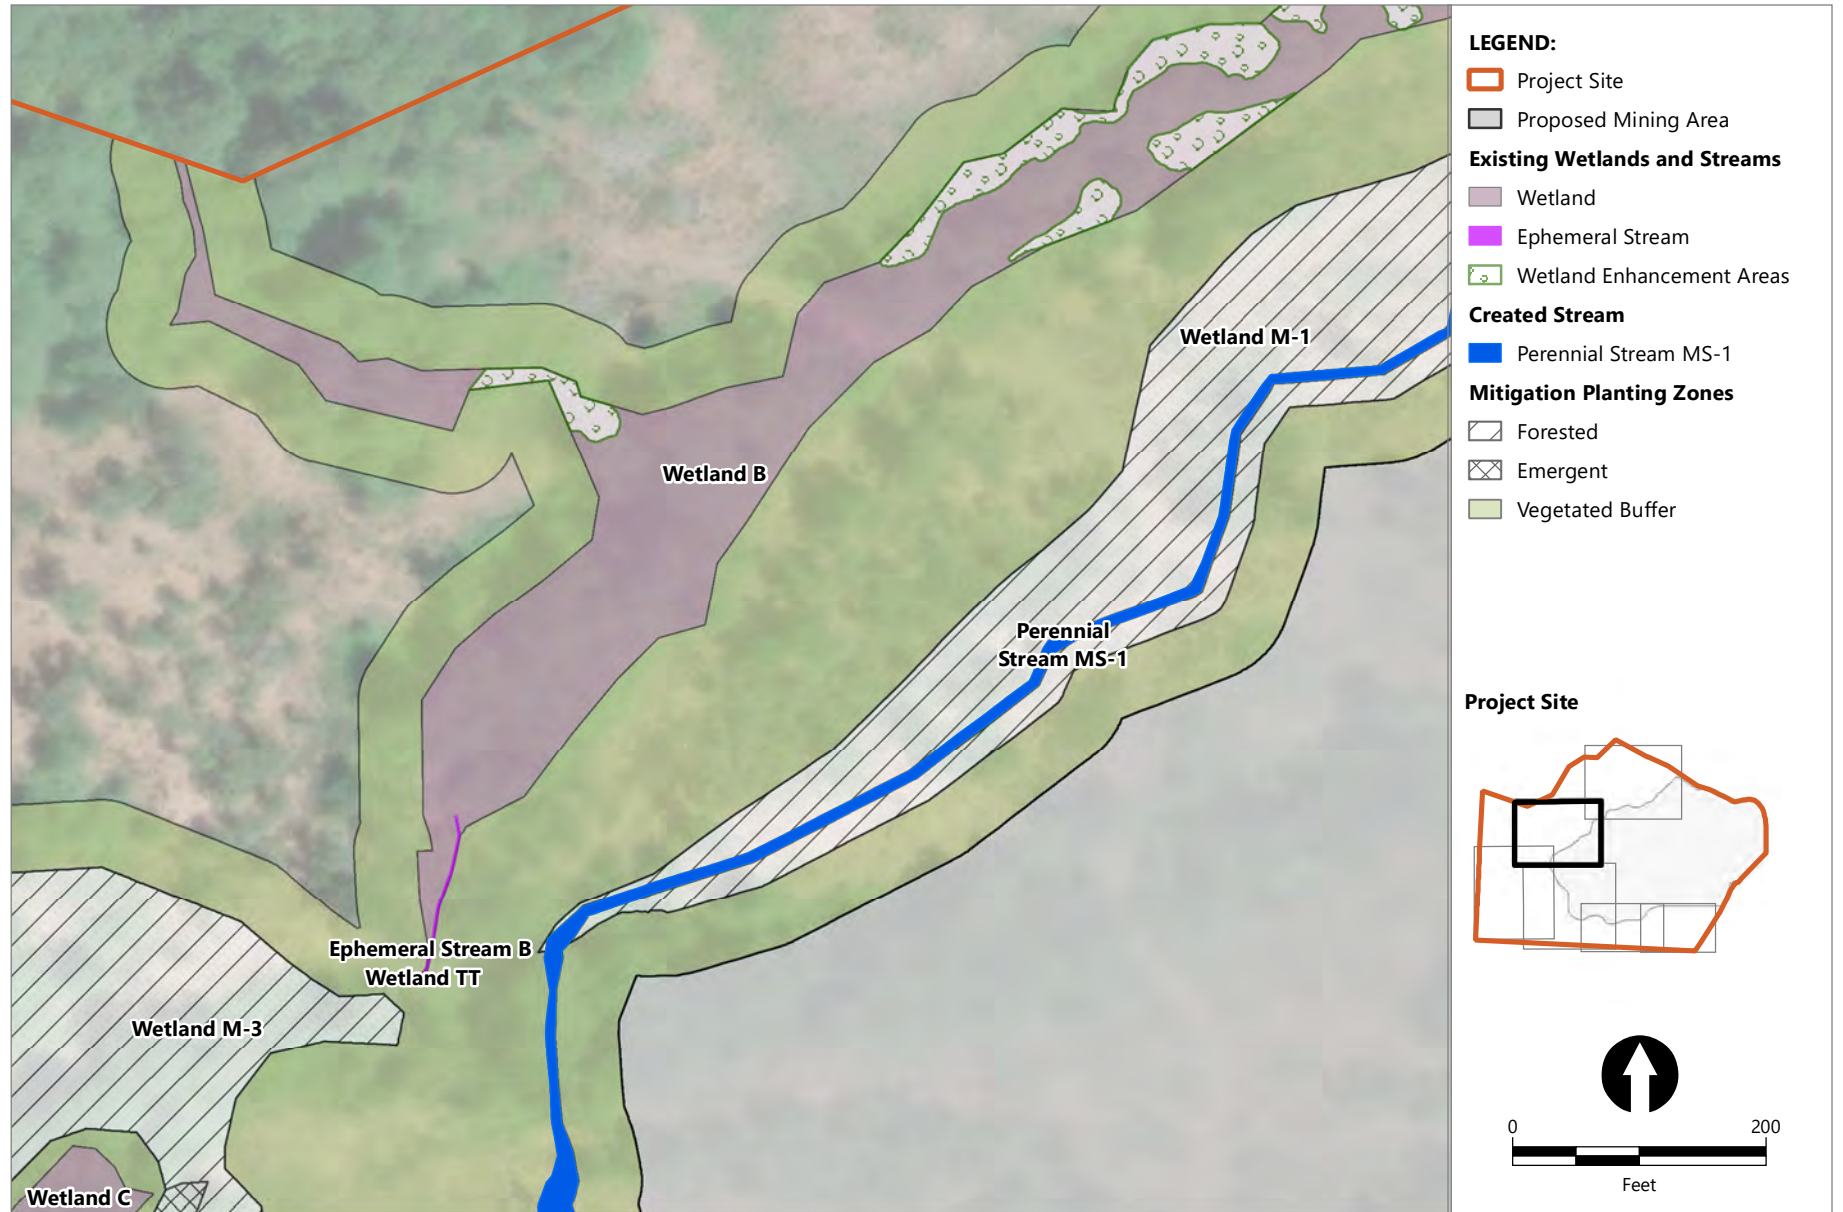 Wetland M-1
Wetland B
Perennial
Stream MS-1
Ephemeral Stream B
Wetland TT
Wetland M-3
Wetland C
LEGEND:
Project Site
Proposed Mining Area
Existing Wetlands and Streams
Wetland
Ephemeral Stream
Wetland Enhancement Areas
Created Stream
Perennial Stream MS-1
Mitigation Planting Zones
Forested
Emergent
Vegetated Buffer
Project Site
0 200
Feet